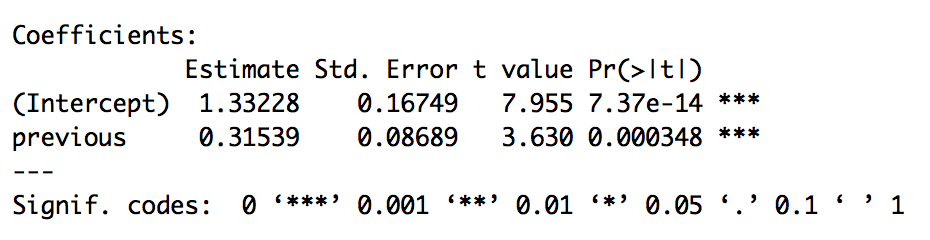 Coefficients:
Estimate Std. Error t value Pr(>|t|)
(Intercept) 1.33228 0.16749 7.955 7.37e-14 ***
previous 0.31539 0.08689 3.630 0.000348 ***
---
Signif. codes: 0 ‘***’ 0.001 ‘**’ 0.01 ‘*’ 0.05 ‘.’ 0.1 ‘ ’ 1